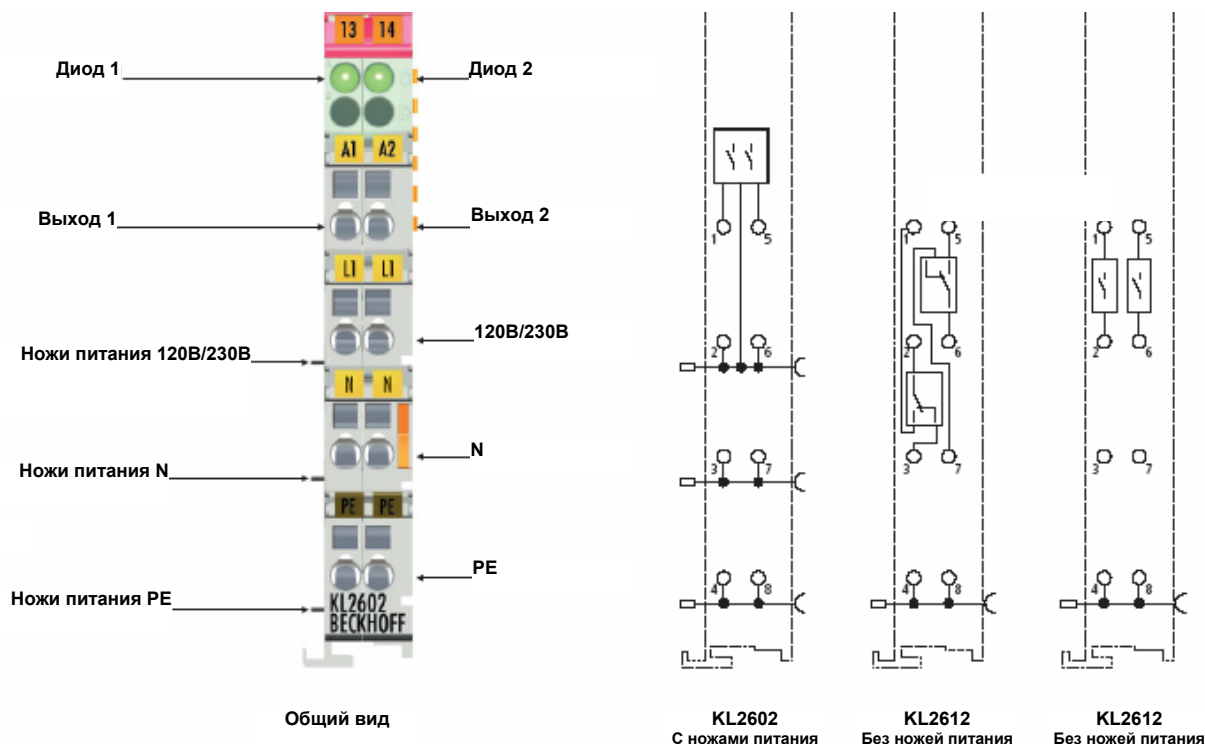 13 14
Диод 1
Диод 2
A1 A2
Выход 1
Выход 2
L1 L1
120В/230В
Ножи питания 120В/230В
N N
N
Ножи питания N
PE PE
PE
Ножи питания PE
KL2602
BECKHOFF
Общий вид
1 5
2 6
3 7
4 8
KL2602
С ножами питания
1 5
2 6
3 7
4 8
KL2612
Без ножей питания
1 5
2 6
3 7
4 8
KL2612
Без ножей питания